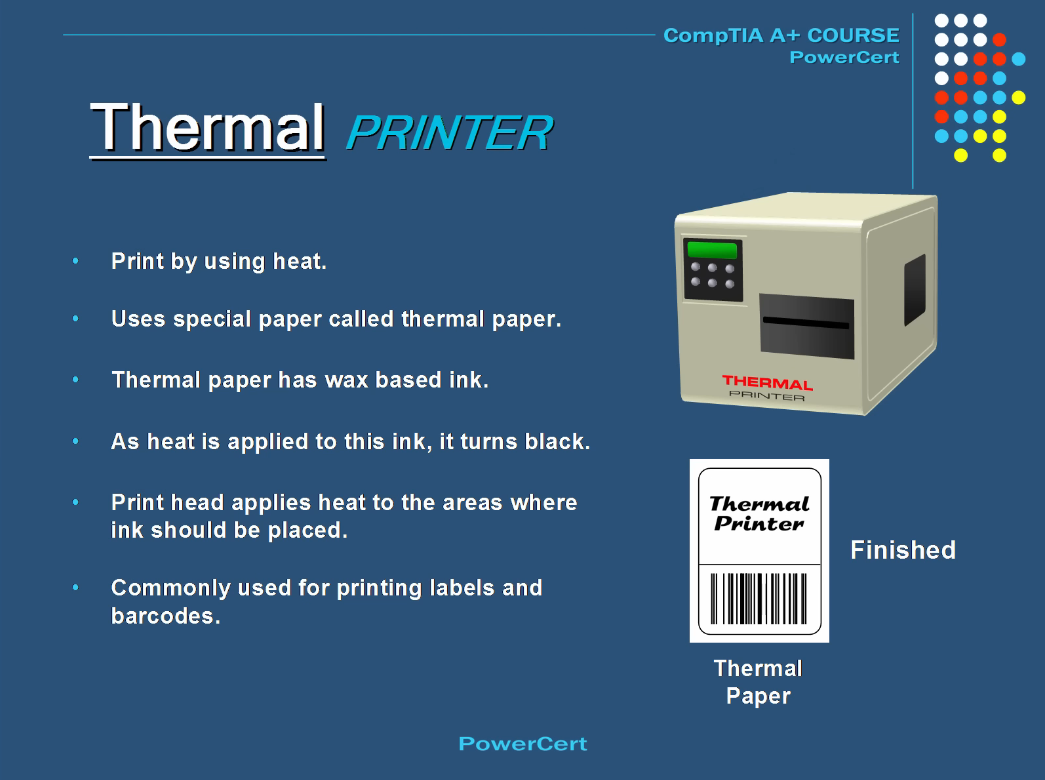 CompTIA A+ COURSE
PowerCert
Thermal PRINTER
• Print by using heat.
• Uses special paper called thermal paper.
• Thermal paper has wax based ink.
• As heat is applied to this ink, it turns black.
• Print head applies heat to the areas where
ink should be placed.
• Commonly used for printing labels and
barcodes.
THERMAL
PRINTER
Thermal
Printer
Finished
Thermal
Paper
PowerCert